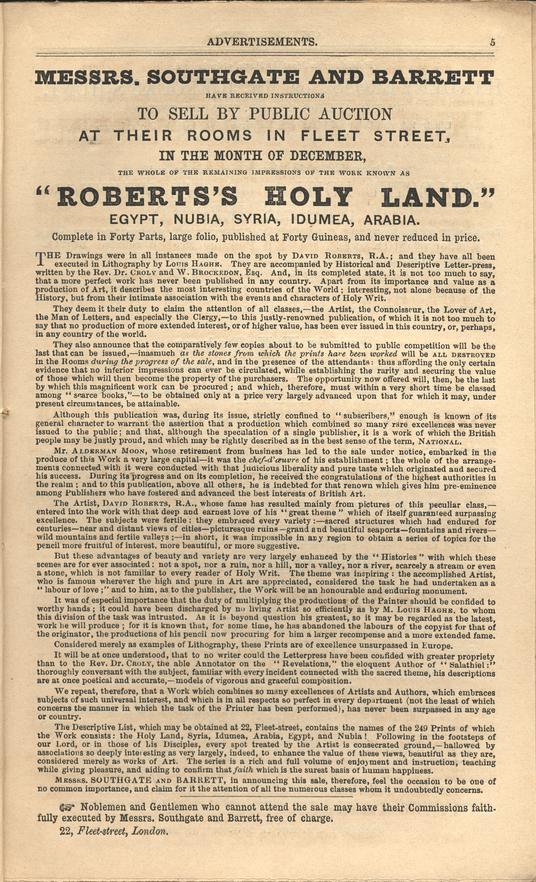 ADVERTISEMENTS. 5
MESSRS. SOUTHGATE AND BARRETT
HAVE RECEIVED INSTRUCTIONS
TO SELL BY PUBLIC AUCTION
AT THEIR ROOMS IN FLEET STREET,
IN THE MONTH OF DECEMBER,
THE WHOLE OF THE REMAINING IMPRESSIONS OF THE WORK KNOWN AS
"ROBERTS'S HOLY LAND."
EGYPT, NUBIA, SYRIA, IDUMEA, ARABIA.
Complete in Forty Parts, large folio, published at Forty Guineas, and never reduced in price.
THE Drawings were in all instances made on the spot by DAVID ROBERTS, R.A.; and they have all been
executed in Lithography by LOUIS HAGHE. They are accompanied by Historical and Descriptive Letter-press,
written by the Rev. Dr. CROLY and W. BROCKEDON, Esq. And, in its completed state, it is not too much to say,
that a more perfect work has never been published in any country. Apart from its importance and value as a
production of Art, it describes the most interesting countries of the World; interesting, not alone because of the
History, but from their intimate association with the events and characters of Holy Writ.
They deem it their duty to claim the attention of all classes,—the Artist, the Connoisseur, the Lover of Art,
the Man of Letters, and especially the Clergy,—to this justly-renowned publication, of which it is not too much to
say that no production of more extended interest, or of higher value, has been ever issued in this country, or, perhaps,
in any country of the world.
They also announce that the comparatively few copies about to be submitted to public competition will be the
last that can be issued,—inasmuch as the stones from which the prints have been worked will be ALL DESTROYED
in the Rooms during the progress of the sale, and in the presence of the attendants: thus affording the only certain
evidence that no inferior impressions can ever be circulated, while establishing the rarity and securing the value
of those which will then become the property of the purchasers. The opportunity now offered will, then, be the last
by which this magnificent work can be procured; and which, therefore, must within a very short time be classed
among "scarce books,"—to be obtained only at a price very largely advanced upon that for which it may, under
present circumstances, be attainable.
Although this publication was, during its issue, strictly confined to "subscribers," enough is known of its
general character to warrant the assertion that a production which combined so many rare excellences was never
issued to the public; and that, although the speculation of a single publisher, it is a work of which the British
people may be justly proud, and which may be rightly described as in the best sense of the term, NATIONAL.
Mr. ALDERMAN MOON, whose retirement from business has led to the sale under notice, embarked in the
produce of this Work a very large capital—it was the chef-d'œuvre of his establishment; the whole of the arrange-
ments connected with it were conducted with that judicious liberality and pure taste which originated and secured
his success. During its progress and on its completion, he received the congratulations of the highest authorities in
the realm; and to this publication, above all others, he is indebted for that renown which gives him pre-eminence
among Publishers who have fostered and advanced the best interests of British Art.
The Artist, DAVID ROBERTS, R.A., whose fame has resulted mainly from pictures of this peculiar class,—
entered into the work with that deep and earnest love of his "great theme" which of itself guaranteed surpassing
excellence. The subjects were fertile: they embraced every variety:—sacred structures which had endured for
centuries—near and distant views of cities—picturesque ruins—grand and beautiful seaports—fountains and rivers—
wild mountains and fertile valleys;—in short, it was impossible in any region to obtain a series of topics for the
pencil more fruitful of interest, more beautiful, or more suggestive.
But these advantages of beauty and variety are very largely enhanced by the "Histories" with which these
scenes are for ever associated: not a spot, nor a ruin, nor a hill, nor a valley, nor a river, scarcely a stream or even
a stone, which is not familiar to every reader of Holy Writ. The theme was inspiring: the accomplished Artist,
who is famous wherever the high and pure in Art are appreciated, considered the task he had undertaken as a
"labour of love;" and to him, as to the publisher, the Work will be an honourable and enduring monument.
It was of especial importance that the duty of multiplying the productions of the Painter should be confided to
worthy hands; it could have been discharged by no living Artist so efficiently as by M. LOUIS HAGHE, to whom
this division of the task was intrusted. As it is beyond question his greatest, so it may be regarded as the latest,
work he will produce; for it is known that, for some time, he has abandoned the labours of the copyist for that of
the originator, the productions of his pencil now procuring for him a larger recompense and a more extended fame.
Considered merely as examples of Lithography, these Prints are of excellence unsurpassed in Europe.
It will be at once understood, that to no writer could the Letterpress have been confided with greater propriety
than to the Rev. Dr. CROLY, the able Annotator on the "Revelations," the eloquent Author of "Salathiel:"
thoroughly conversant with the subject, familiar with every incident connected with the sacred theme, his descriptions
are at once poetical and accurate,—models of vigorous and graceful composition.
We repeat, therefore, that a Work which combines so many excellences of Artists and Authors, which embraces
subjects of such universal interest, and which is in all respects so perfect in every department (not the least of which
concerns the manner in which the task of the Printer has been performed), has never been surpassed in any age
or country.
The Descriptive List, which may be obtained at 22, Fleet-street, contains the names of the 249 Prints of which
the Work consists: the Holy Land, Syria, Idumea, Arabia, Egypt, and Nubia! Following in the footsteps of
our Lord, or in those of his Disciples, every spot treated by the Artist is consecrated ground,—hallowed by
associations so deeply interesting as very largely, indeed, to enhance the value of these views, beautiful as they are,
considered merely as works of Art. The series is a rich and full volume of enjoyment and instruction, teaching
while giving pleasure, and aiding to confirm that faith which is the surest basis of human happiness.
MESSRS. SOUTHGATE AND BARRETT, in announcing this sale, therefore, feel the occasion to be one of
no common importance, and claim for it the attention of all the numerous classes whom it undoubtedly concerns.
☞ Noblemen and Gentlemen who cannot attend the sale may have their Commissions faith-
fully executed by Messrs. Southgate and Barrett, free of charge.
22, Fleet-street, London.